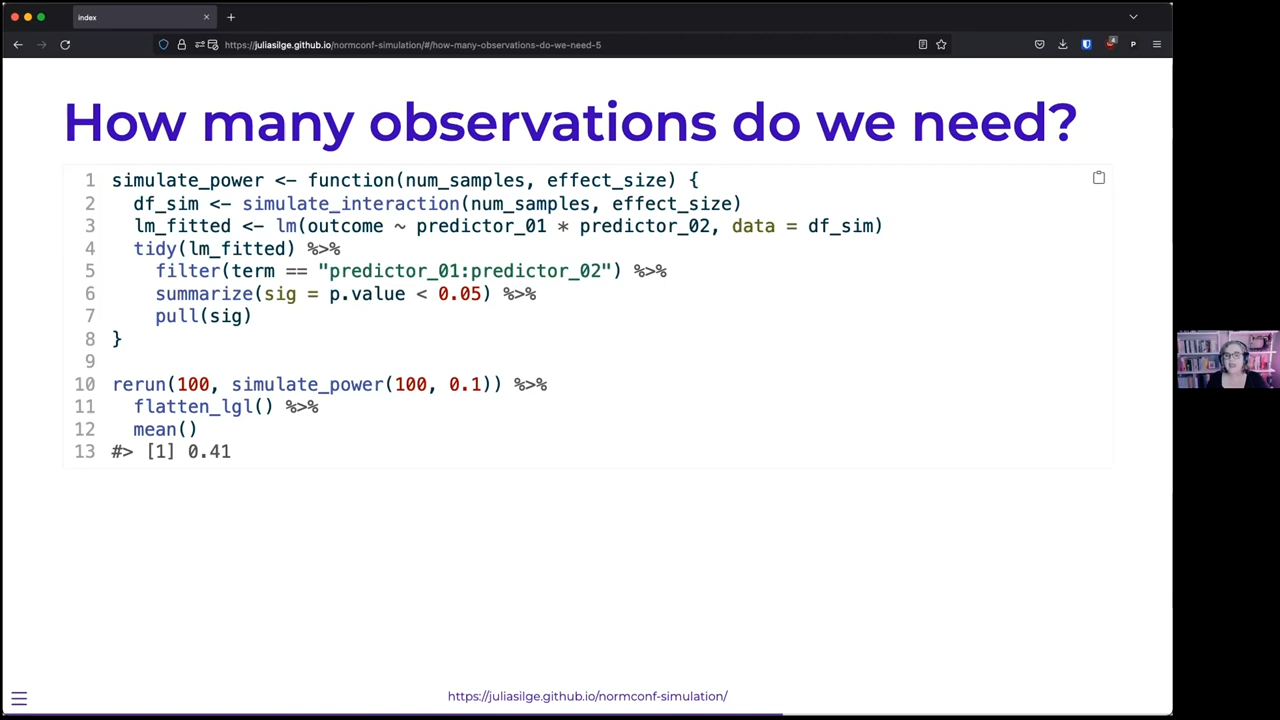 index
https://juliasilge.github.io/normconf-simulation/#/how-many-observations-do-we-need-5
4
P
How many observations do we need?
1 simulate_power <- function(num_samples, effect_size) {
2 df_sim <- simulate_interaction(num_samples, effect_size)
3 lm_fitted <- lm(outcome ~ predictor_01 * predictor_02, data = df_sim)
4 tidy(lm_fitted) %>%
5 filter(term == "predictor_01:predictor_02") %>%
6 summarize(sig = p.value < 0.05) %>%
7 pull(sig)
8 }
9
10 rerun(100, simulate_power(100, 0.1)) %>%
11 flatten_lgl() %>%
12 mean()
13 #> [1] 0.41
https://juliasilge.github.io/normconf-simulation/